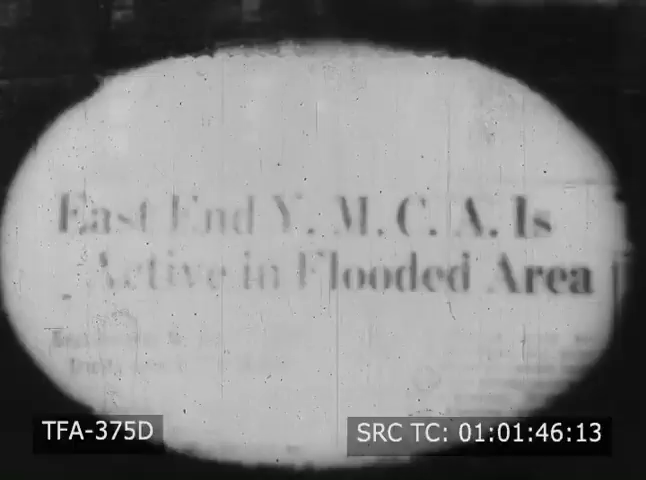 East End Y. M. C. A. Is
Active in Flooded Area
TFA-375D
SRC TC: 01:01:46:13